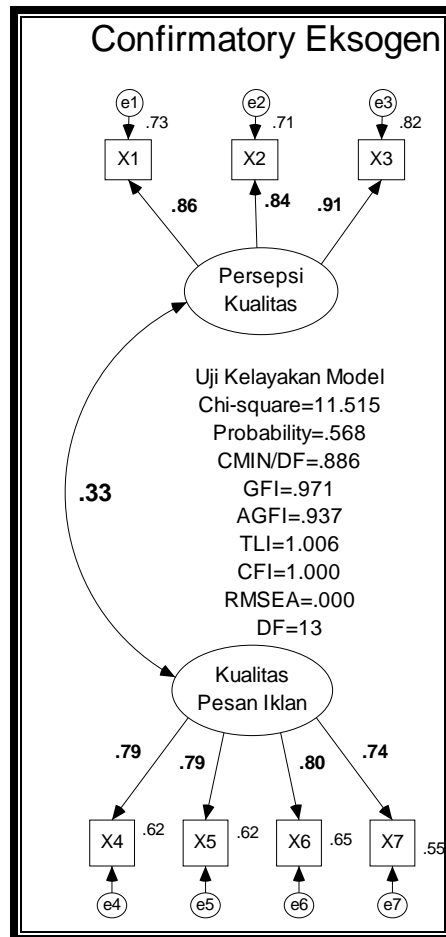 Confirmatory Eksogen
e1 e2 e3
.73 .71 .82
X1 X2 X3
.86 .84 .91
Persepsi
Kualitas
Uji Kelayakan Model
Chi-square=11.515
Probability=.568
CMIN/DF=.886
GFI=.971
AGFI=.937
TLI=1.006
CFI=1.000
RMSEA=.000
DF=13
.33
Kualitas
Pesan Iklan
.79 .79 .80 .74
X4 .62 X5 .62 X6 .65 X7 .55
e4 e5 e6 e7